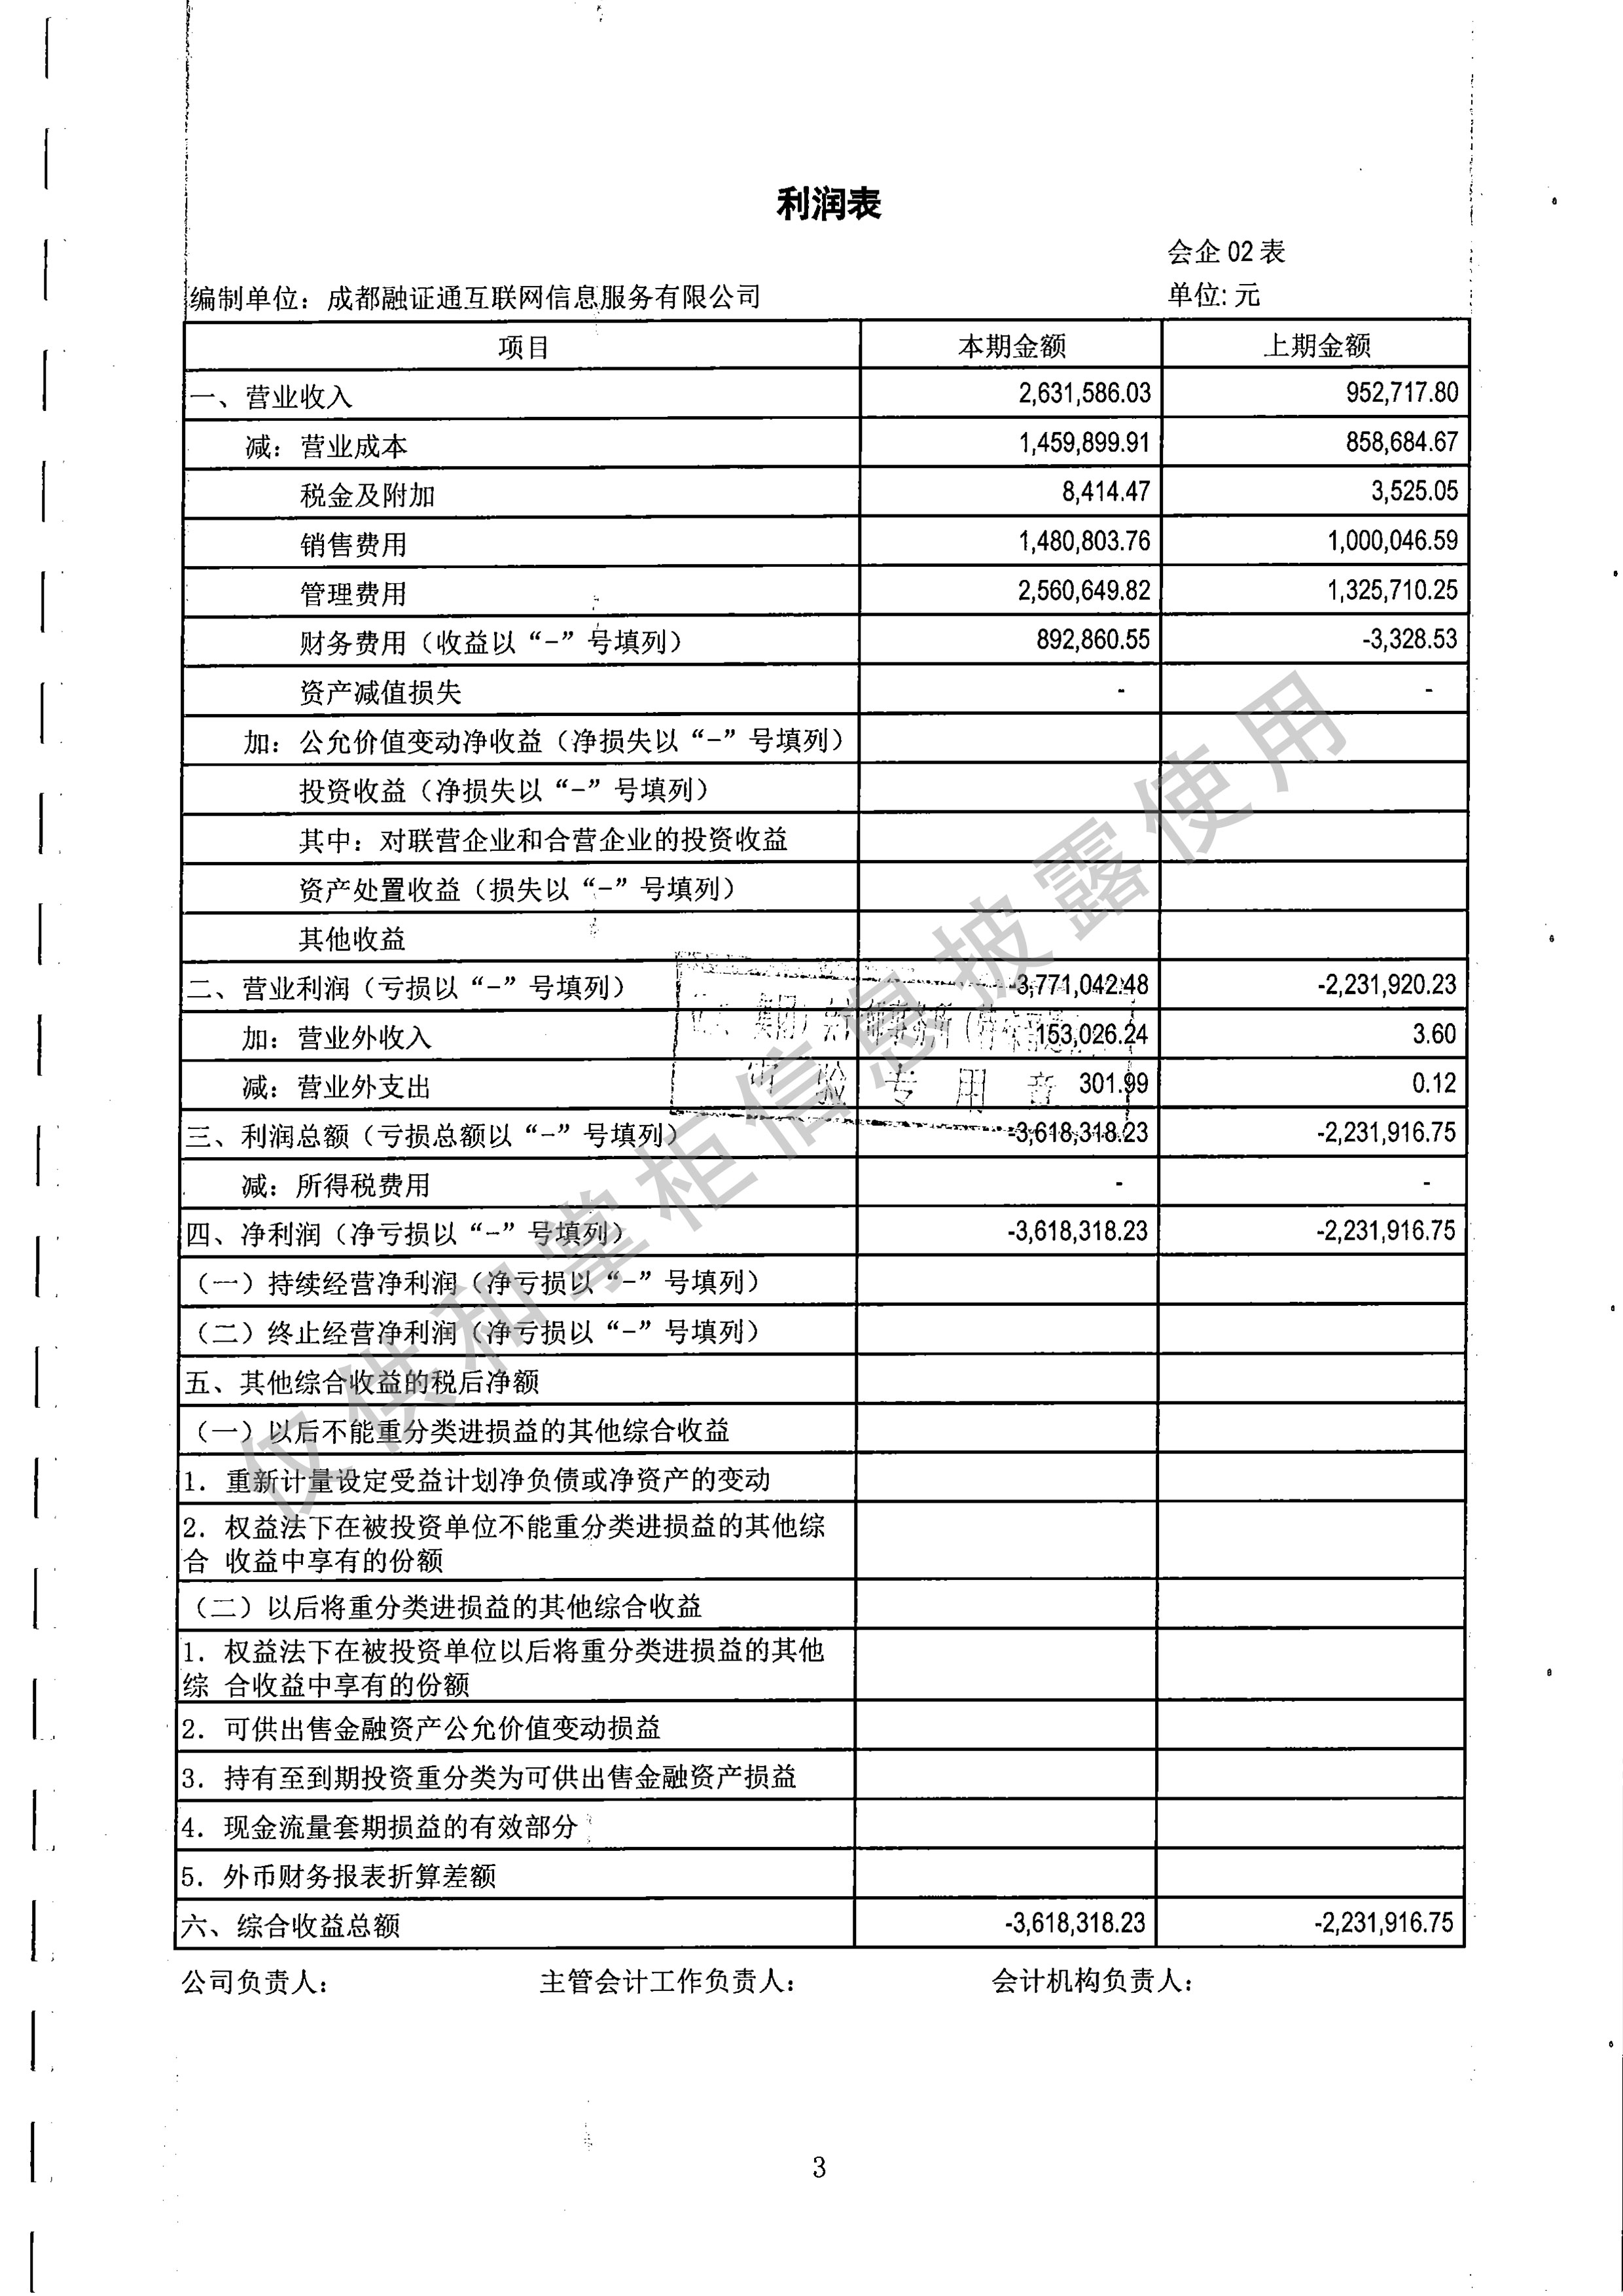 利润表
会企 02 表
编制单位：成都融证通互联网信息服务有限公司 单位: 元
项目 本期金额 上期金额
一、营业收入 2,631,586.03 952,717.80
减：营业成本 1,459,899.91 858,684.67
税金及附加 8,414.47 3,525.05
销售费用 1,480,803.76 1,000,046.59
管理费用 2,560,649.82 1,325,710.25
财务费用（收益以“-”号填列） 892,860.55 -3,328.53
资产减值损失 - -
加：公允价值变动净收益（净损失以“-”号填列）
投资收益（净损失以“-”号填列）
其中：对联营企业和合营企业的投资收益
资产处置收益（损失以“-”号填列）
其他收益
二、营业利润（亏损以“-”号填列） -3,771,042.48 -2,231,920.23
加：营业外收入 153,026.24 3.60
减：营业外支出 301.99 0.12
专用章
三、利润总额（亏损总额以“-”号填列） -3,618,318.23 -2,231,916.75
减：所得税费用 - -
四、净利润（净亏损以“-”号填列） -3,618,318.23 -2,231,916.75
（一）持续经营净利润（净亏损以“-”号填列）
（二）终止经营净利润（净亏损以“-”号填列）
五、其他综合收益的税后净额
（一）以后不能重分类进损益的其他综合收益
1. 重新计量设定受益计划净负债或净资产的变动
2. 权益法下在被投资单位不能重分类进损益的其他综
合 收益中享有的份额
（二）以后将重分类进损益的其他综合收益
1. 权益法下在被投资单位以后将重分类进损益的其他
综 合收益中享有的份额
2. 可供出售金融资产公允价值变动损益
3. 持有至到期投资重分类为可供出售金融资产损益
4. 现金流量套期损益的有效部分
5. 外币财务报表折算差额
六、综合收益总额 -3,618,318.23 -2,231,916.75
公司负责人： 主管会计工作负责人： 会计机构负责人：
3
仅供和掌柜信息披露使用